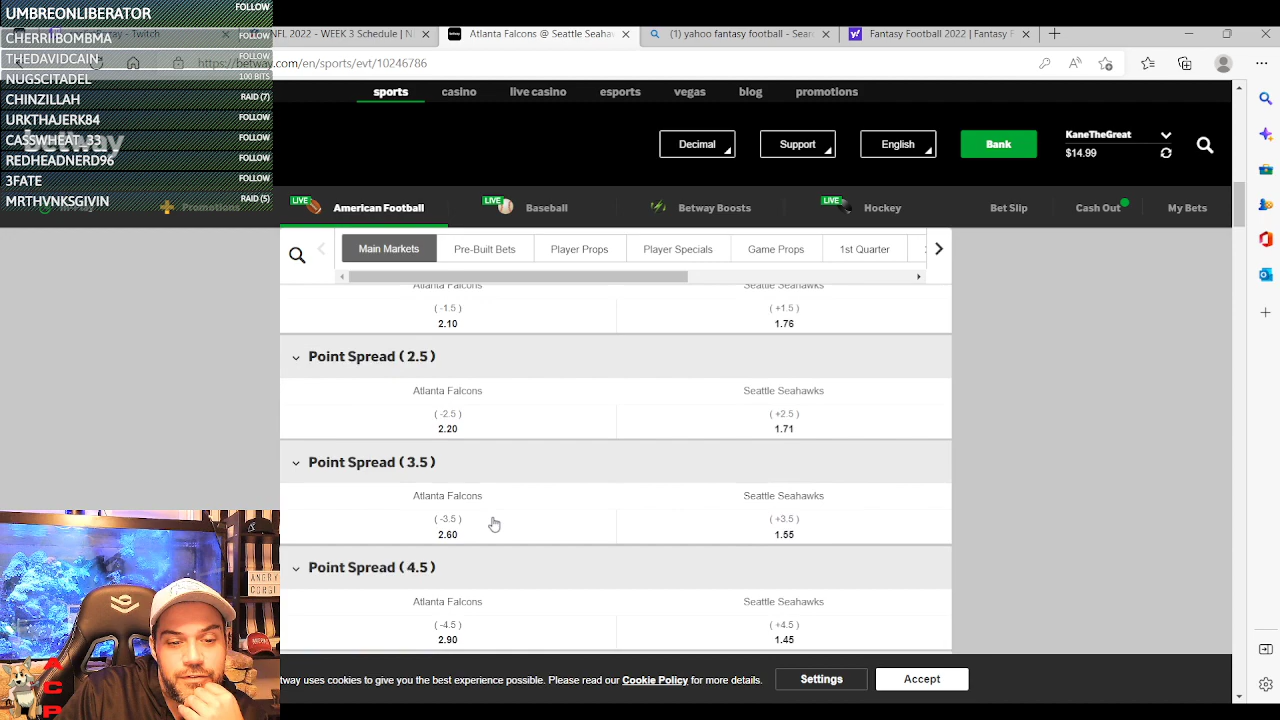 UMBREONLIBERATOR FOLLOW
CHERRIIBOMBMA FOLLOW
THEDAVIDCAIN FOLLOW
NUGSCITADEL 100 BITS
CHINZILLAH RAID (7)
URKTHAJERK84 FOLLOW
CASSWHEAT_33 FOLLOW
REDHEADNERD96 FOLLOW
3FATE FOLLOW
MRTHVNKSGIVIN RAID (5)
- Twitch
NFL 2022 - WEEK 3 Schedule | N
Atlanta Falcons @ Seattle Seahaw
(1) yahoo fantasy football - Searc
Fantasy Football 2022 | Fantasy F
betway.com/en/sports/evt/10246786
sports casino live casino esports vegas blog promotions
betway
Decimal Support English Bank
KaneTheGreat
$14.99
Promotions
LIVE American Football LIVE Baseball Betway Boosts LIVE Hockey Bet Slip Cash Out My Bets
Main Markets Pre-Built Bets Player Props Player Specials Game Props 1st Quarter
Atlanta Falcons Seattle Seahawks
( -1.5 ) ( +1.5 )
2.10 1.76
Point Spread ( 2.5 )
Atlanta Falcons Seattle Seahawks
( -2.5 ) ( +2.5 )
2.20 1.71
Point Spread ( 3.5 )
Atlanta Falcons Seattle Seahawks
( -3.5 ) ( +3.5 )
2.60 1.55
Point Spread ( 4.5 )
Atlanta Falcons Seattle Seahawks
( -4.5 ) ( +4.5 )
2.90 1.45
tway uses cookies to give you the best experience possible. Please read our Cookie Policy for more details. Settings Accept